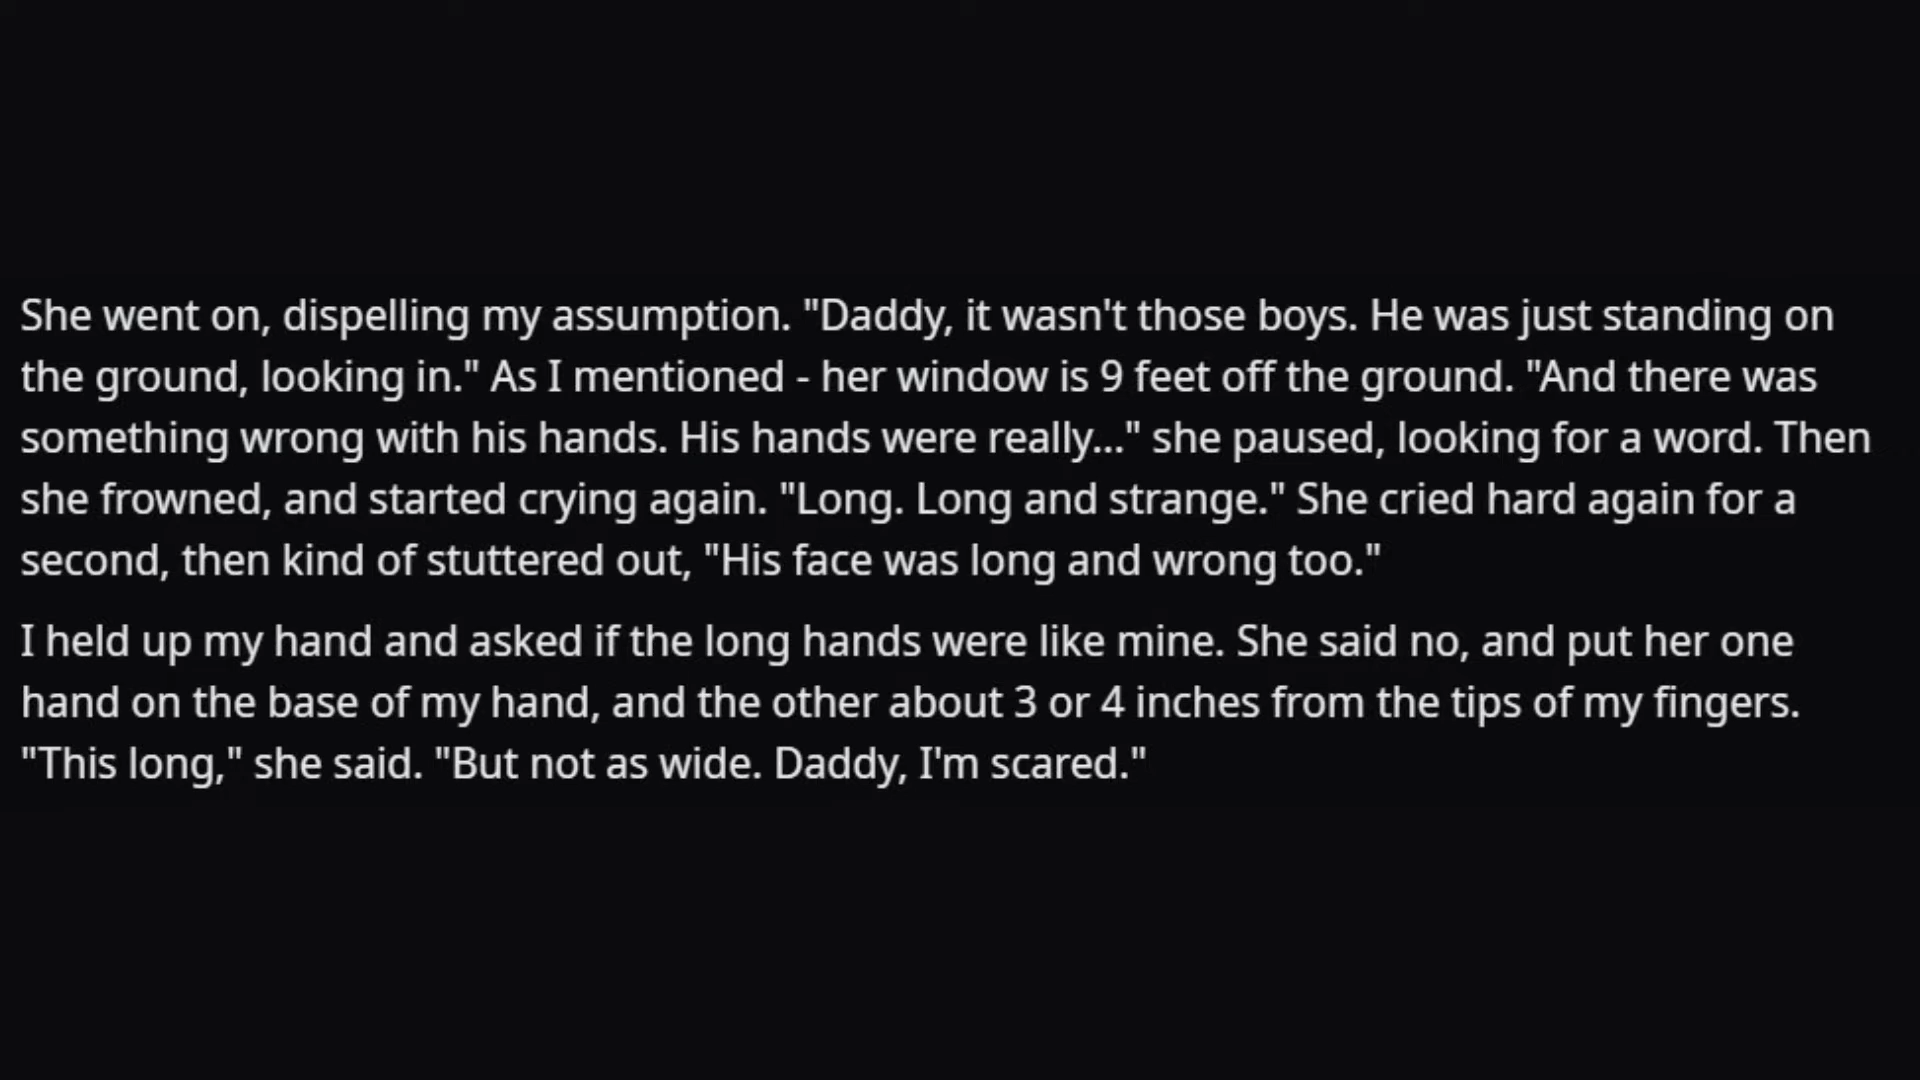 She went on, dispelling my assumption. "Daddy, it wasn't those boys. He was just standing on
the ground, looking in." As I mentioned - her window is 9 feet off the ground. "And there was
something wrong with his hands. His hands were really..." she paused, looking for a word. Then
she frowned, and started crying again. "Long. Long and strange." She cried hard again for a
second, then kind of stuttered out, "His face was long and wrong too."
I held up my hand and asked if the long hands were like mine. She said no, and put her one
hand on the base of my hand, and the other about 3 or 4 inches from the tips of my fingers.
"This long," she said. "But not as wide. Daddy, I'm scared."